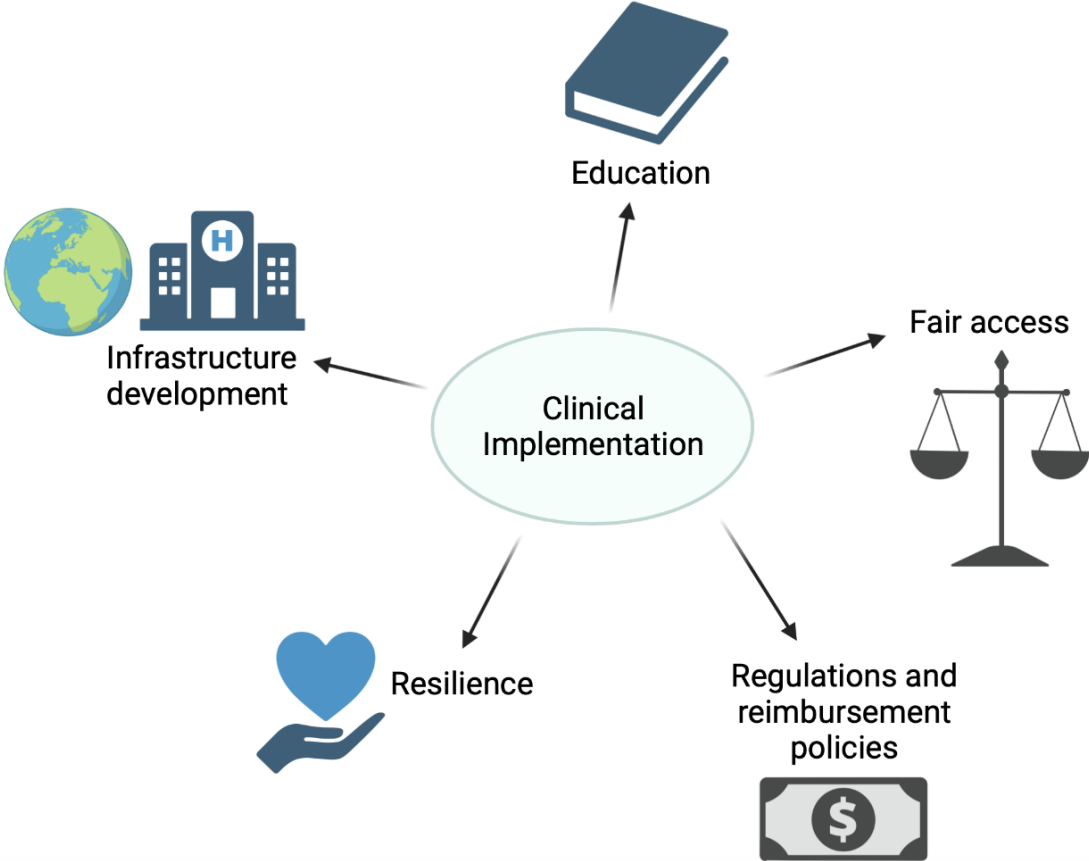 Education
Fair access
H
Infrastructure
development
Clinical
Implementation
Resilience
Regulations and
reimbursement
policies
$